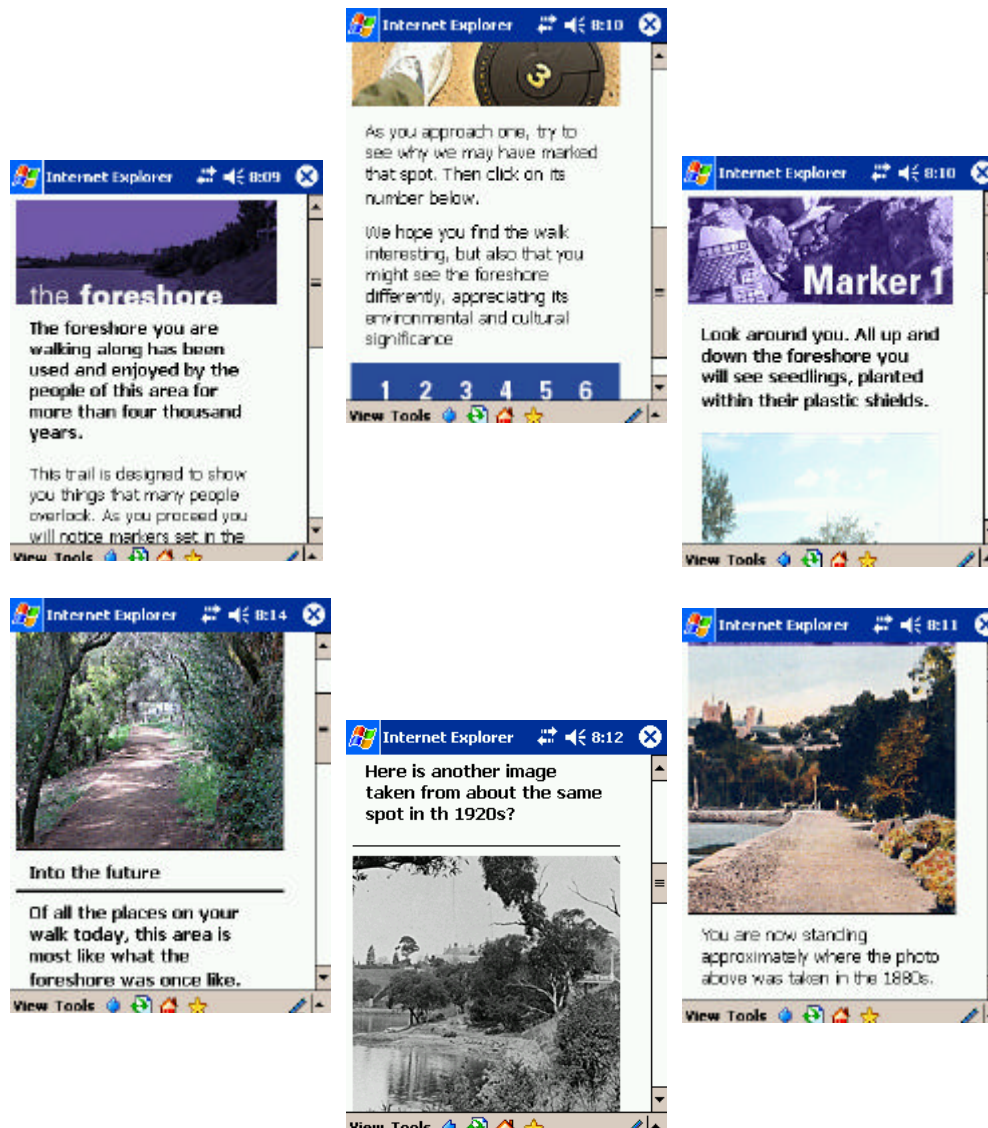 Internet Explorer 8:09
the foreshore
The foreshore you are
walking along has been
used and enjoyed by the
people of this area for
more than four thousand
years.
This trail is designed to show
you things that many people
overlook. As you proceed you
will notice markers set in the
View Tools
Internet Explorer 8:10
3
As you approach one, try to
see why we may have marked
that spot. Then click on its
number below.
We hope you find the walk
interesting, but also that you
might see the foreshore
differently, appreciating its
environmental and cultural
significance
1 2 3 4 5 6
View Tools
Internet Explorer 8:10
Marker 1
Look around you. All up and
down the foreshore you
will see seedlings, planted
within their plastic shields.
View Tools
Internet Explorer 8:14
Into the future
Of all the places on your
walk today, this area is
most like what the
foreshore was once like.
View Tools
Internet Explorer 8:12
Here is another image
taken from about the same
spot in th 1920s?
View Tools
Internet Explorer 8:11
You are now standing
approximately where the photo
above was taken in the 1880s.
View Tools